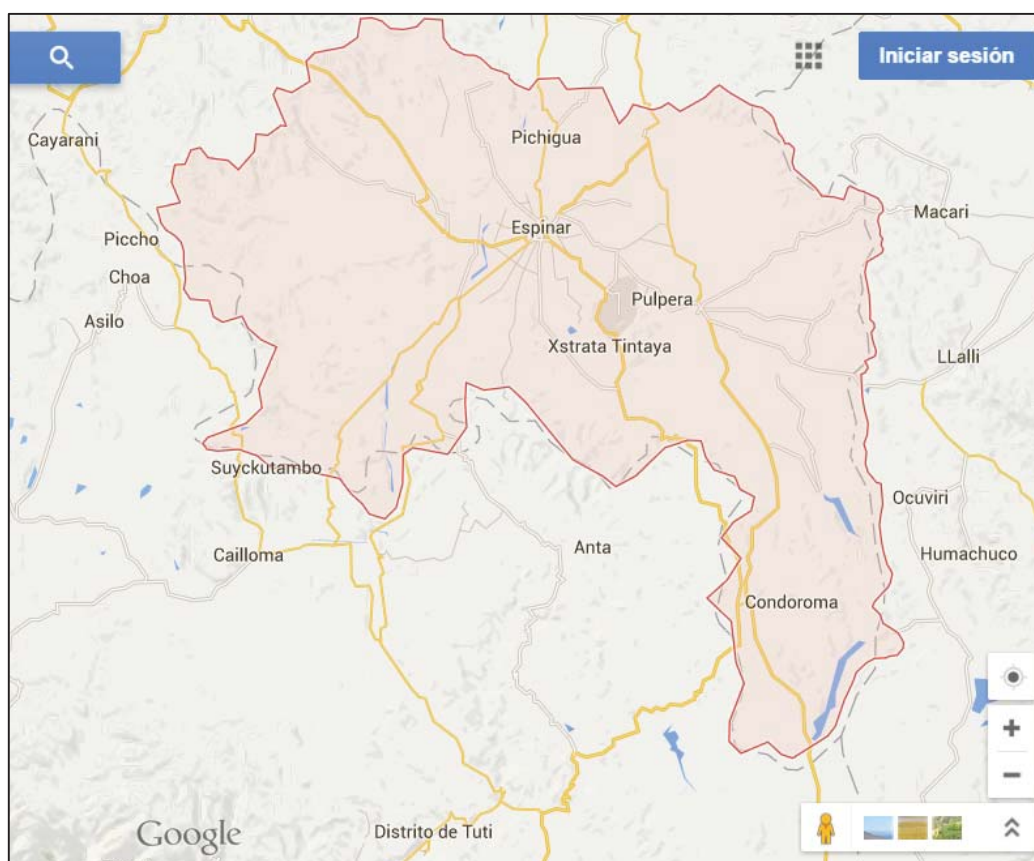 Iniciar sesión
Cayarani
Pichigua
Macari
Espinar
Piccho
Choa
Pulpera
Asilo
Xstrata Tintaya
LLalli
Suyckutambo
Ocuviri
Cailloma
Anta
Humachuco
Condoroma
Distrito de Tuti
Google